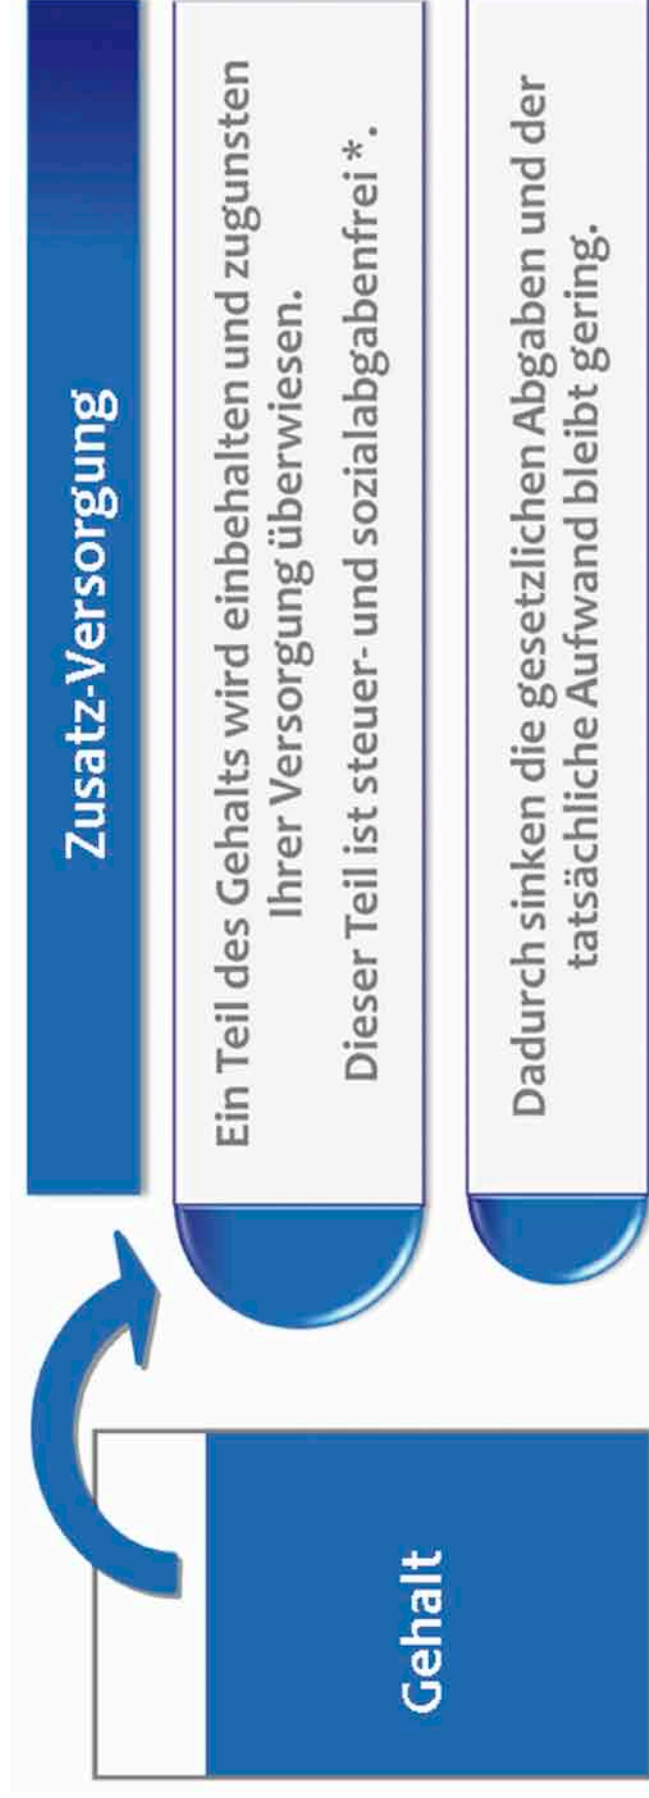 Zusatz-Versorgung
Ein Teil des Gehalts wird einbehalten und zugunsten
Ihrer Versorgung überwiesen.
Dieser Teil ist steuer- und sozialabgabenfrei*.
Dadurch sinken die gesetzlichen Abgaben und der
tatsächliche Aufwand bleibt gering.
Gehalt